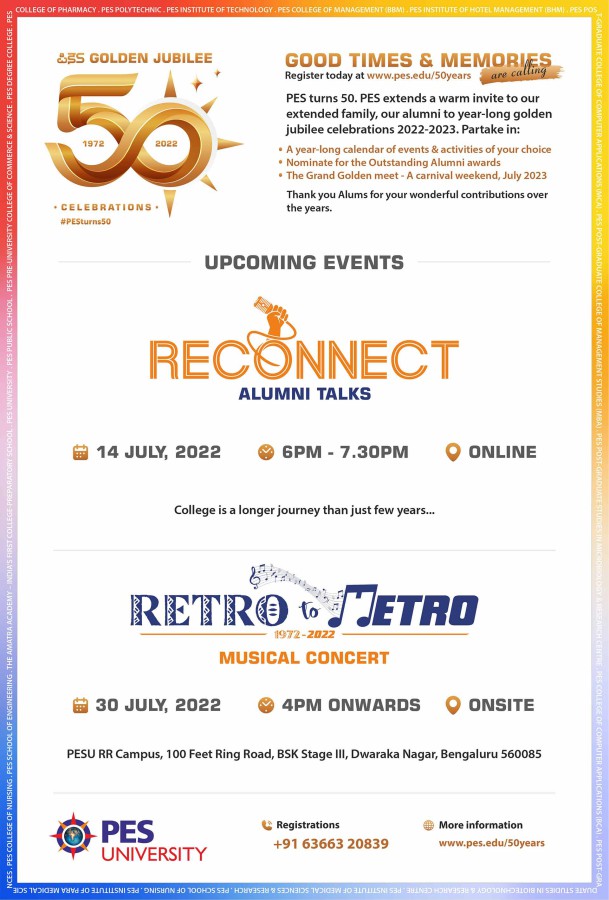 COLLEGE OF PHARMACY . PES POLYTECHNIC . PES INSTITUTE OF TECHNOLOGY . PES COLLEGE OF MANAGEMENT (BBM) . PES INSTITUTE OF HOTEL MANAGEMENT (BHM) . PES POS
ಪಿಇಎಸ್ GOLDEN JUBILEE
50
1972 2022
• CELEBRATIONS •
#PESturns50
GOOD TIMES & MEMORIES
are calling
Register today at www.pes.edu/50years
PES turns 50. PES extends a warm invite to our
extended family, our alumni to year-long golden
jubilee celebrations 2022-2023. Partake in:
• A year-long calendar of events & activities of your choice
• Nominate for the Outstanding Alumni awards
• The Grand Golden meet - A carnival weekend, July 2023
Thank you Alums for your wonderful contributions over
the years.
UPCOMING EVENTS
RECONNECT
ALUMNI TALKS
14 JULY, 2022 6PM - 7.30PM ONLINE
College is a longer journey than just few years...
RETRO to METRO
1972-2022
MUSICAL CONCERT
30 JULY, 2022 4PM ONWARDS ONSITE
PESU RR Campus, 100 Feet Ring Road, BSK Stage III, Dwaraka Nagar, Bengaluru 560085
PES
UNIVERSITY
Registrations
+91 63663 20839
More information
www.pes.edu/50years
NCES . PES COLLEGE OF NURSING . PES SCHOOL OF ENGINEERING . THE AMATRA ACADEMY - INDIA'S FIRST COLLEGE-PREPARATORY SCHOOL . PES UNIVERSITY . PES PUBLIC SCHOOL . PES PRE-UNIVERSITY COLLEGE OF COMMERCE & SCIENCE . PES DEGREE COLLEGE . PES
T-GRADUATE COLLEGE OF COMPUTER APPLICATIONS (MCA) . PES POST-GRADUATE COLLEGE OF MANAGEMENT STUDIES (MBA) . PES POST-GRADUATE STUDIES IN MICROBIOLOGY & RESEARCH CENTRE . PES COLLEGE OF COMPUTER APPLICATIONS (BCA) . PES POST-GRA
DUATE STUDIES IN BIOTECHNOLOGY & RESEARCH CENTRE . PES INSTITUTE OF MEDICAL SCIENCES & RESEARCH . PES SCHOOL OF NURSING . PES INSTITUTE OF PARA MEDICAL SCIE